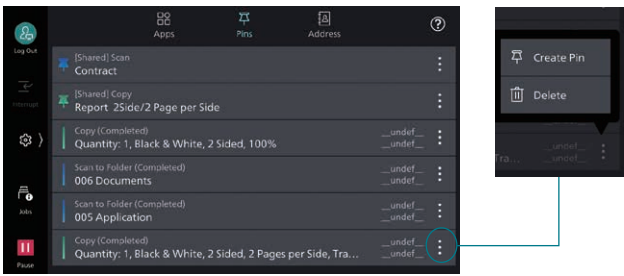 Log Out
Interrupt
Jobs
Pause
Apps
Pins
Address
?
[Shared] Scan
Contract
[Shared] Copy
Report 2Side/2 Page per Side
Copy (Completed)
Quantity: 1, Black & White, 2 Sided, 100%
__undef__
__undef__
Scan to Folder (Completed)
006 Documents
__undef__
__undef__
Scan to Folder (Completed)
005 Application
__undef__
__undef__
Copy (Completed)
Quantity: 1, Black & White, 2 Sided, 2 Pages per Side, Tra...
__undef__
__undef__
Create Pin
Delete
__undef__
Tra... __undef__